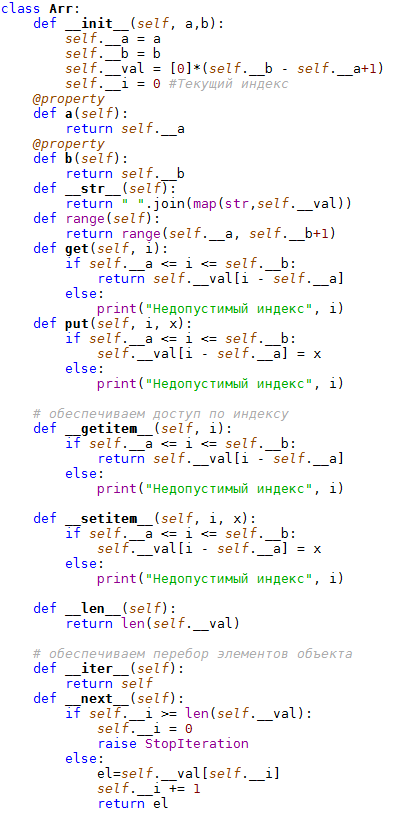 class Arr:
    def __init__(self, a,b):
        self.__a = a
        self.__b = b
        self.__val = [0]*(self.__b - self.__a+1)
        self.__i = 0 #Текущий индекс
    @property
    def a(self):
        return self.__a
    @property
    def b(self):
        return self.__b
    def __str__(self):
        return " ".join(map(str,self.__val))
    def range(self):
        return range(self.__a, self.__b+1)
    def get(self, i):
        if self.__a <= i <= self.__b:
            return self.__val[i - self.__a]
        else:
            print("Недопустимый индекс", i)
    def put(self, i, x):
        if self.__a <= i <= self.__b:
            self.__val[i - self.__a] = x
        else:
            print("Недопустимый индекс", i)

    # обеспечиваем доступ по индексу
    def __getitem__(self, i):
        if self.__a <= i <= self.__b:
            return self.__val[i - self.__a]
        else:
            print("Недопустимый индекс", i)

    def __setitem__(self, i, x):
        if self.__a <= i <= self.__b:
            self.__val[i - self.__a] = x
        else:
            print("Недопустимый индекс", i)

    def __len__(self):
        return len(self.__val)

    # обеспечиваем перебор элементов объекта
    def __iter__(self):
        return self
    def __next__(self):
        if self.__i >= len(self.__val):
            self.__i = 0
            raise StopIteration
        else:
            el=self.__val[self.__i]
            self.__i += 1
            return el